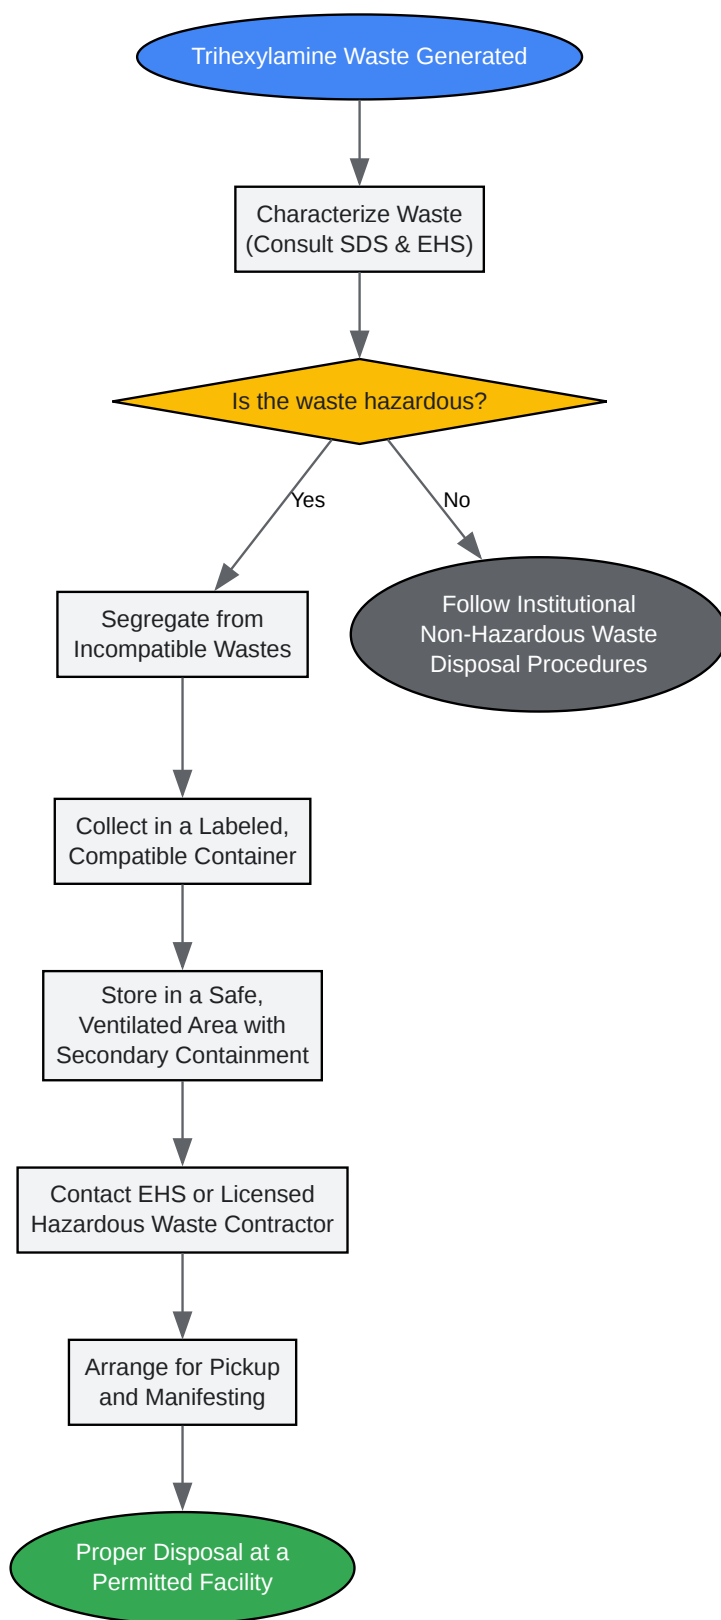 Trihexylamine Waste Generated
Characterize Waste
(Consult SDS & EHS)
Is the waste hazardous?
Yes
No
Segregate from
Incompatible Wastes
Follow Institutional
Non-Hazardous Waste
Disposal Procedures
Collect in a Labeled,
Compatible Container
Store in a Safe,
Ventilated Area with
Secondary Containment
Contact EHS or Licensed
Hazardous Waste Contractor
Arrange for Pickup
and Manifesting
Proper Disposal at a
Permitted Facility